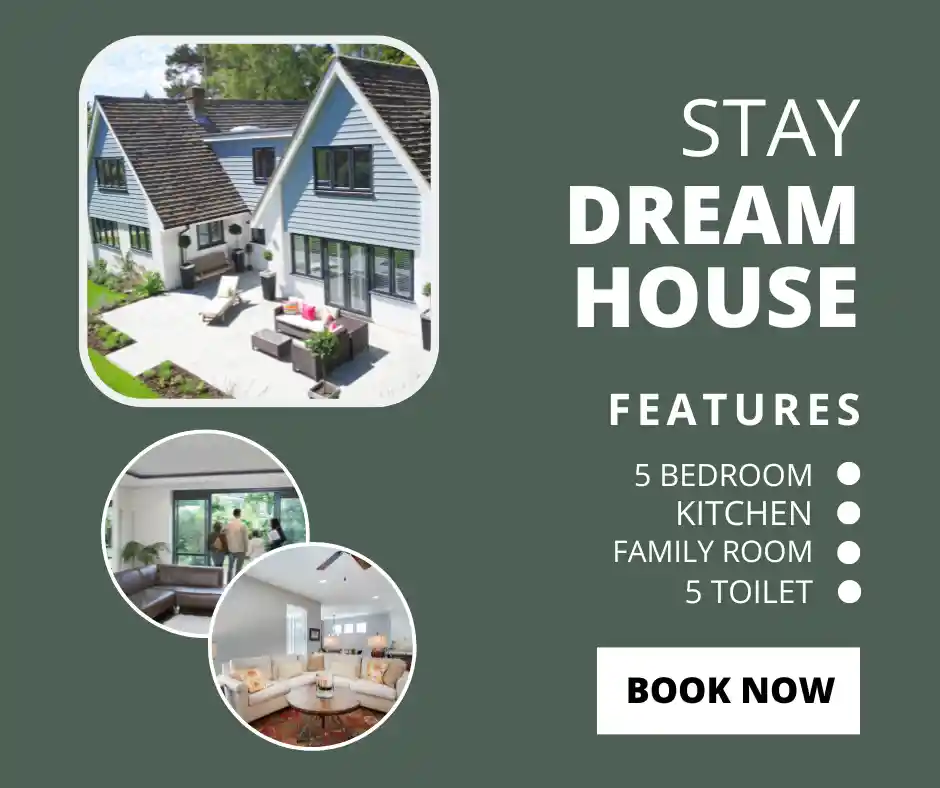 STAY
DREAM
HOUSE
FEATURES
5 BEDROOM
KITCHEN
FAMILY ROOM
5 TOILET
BOOK NOW